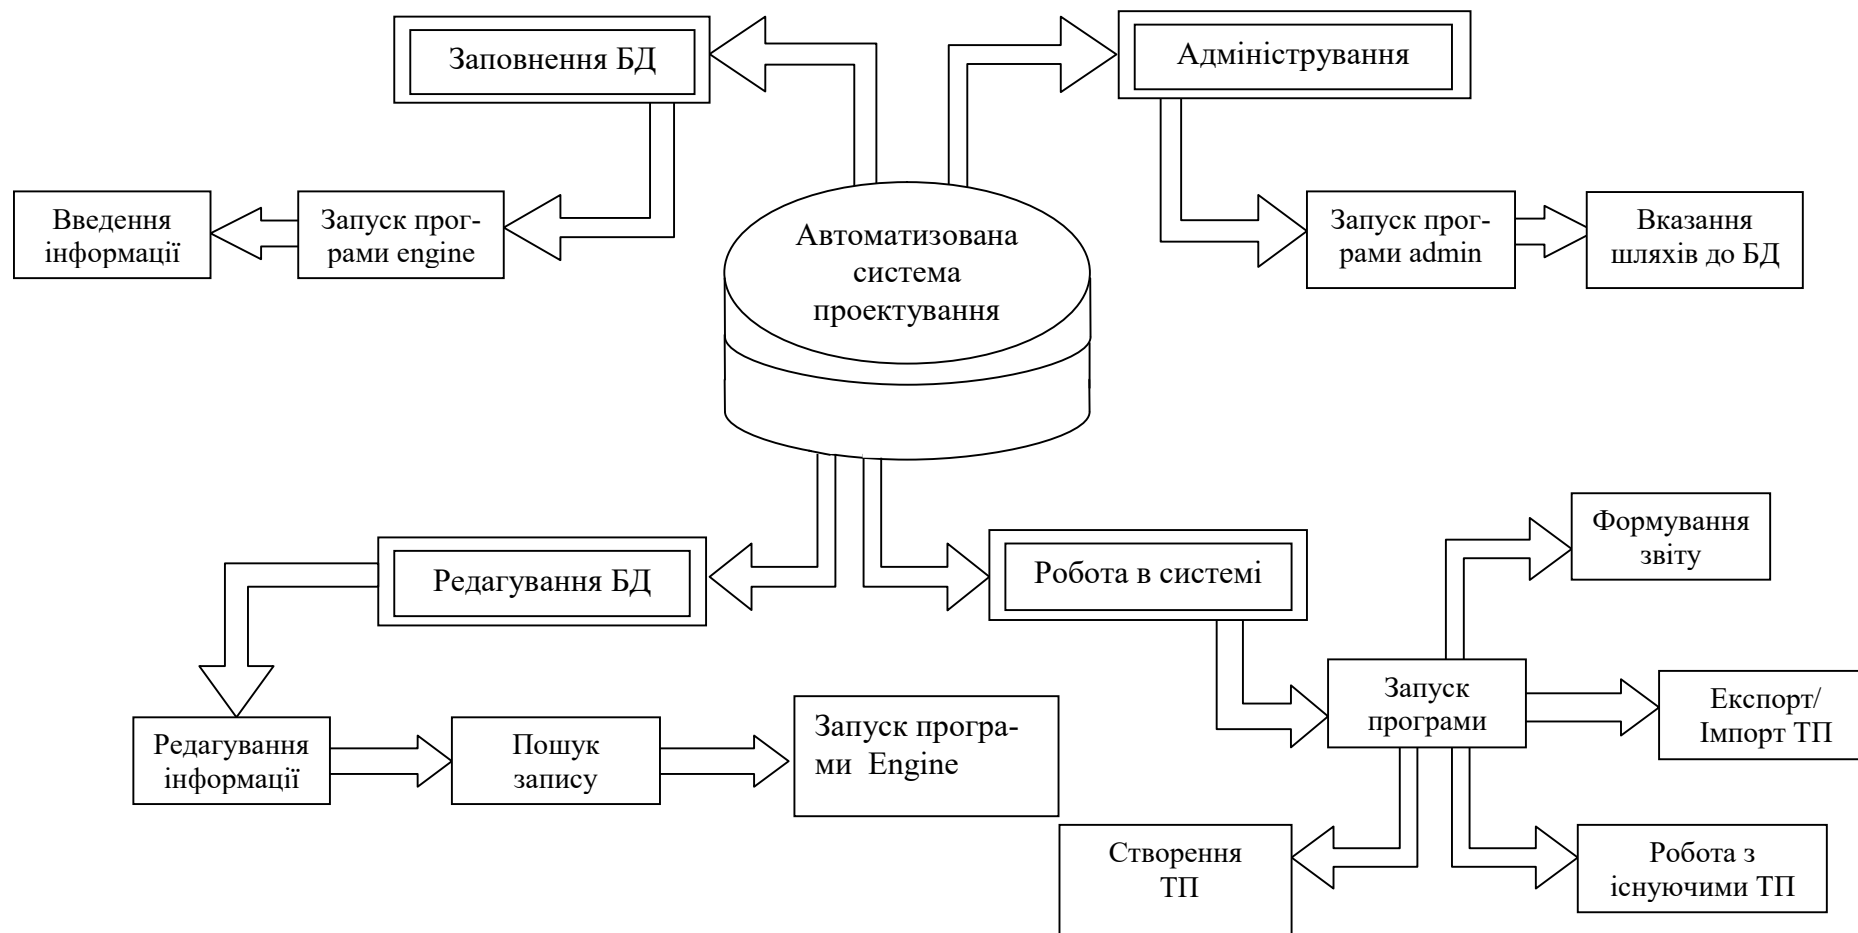 Заповнення БД
Адміністрування
Введення
інформації
Запуск прог-
рами engine
Автоматизована
система
проектування
Запуск прог-
рами admin
Вказання
шляхів до БД
Редагування БД
Робота в системі
Формування
звіту
Редагування
інформації
Пошук
запису
Запуск програ-
ми Engine
Запуск
програми
Експорт/
Імпорт ТП
Створення
ТП
Робота з
існуючими ТП